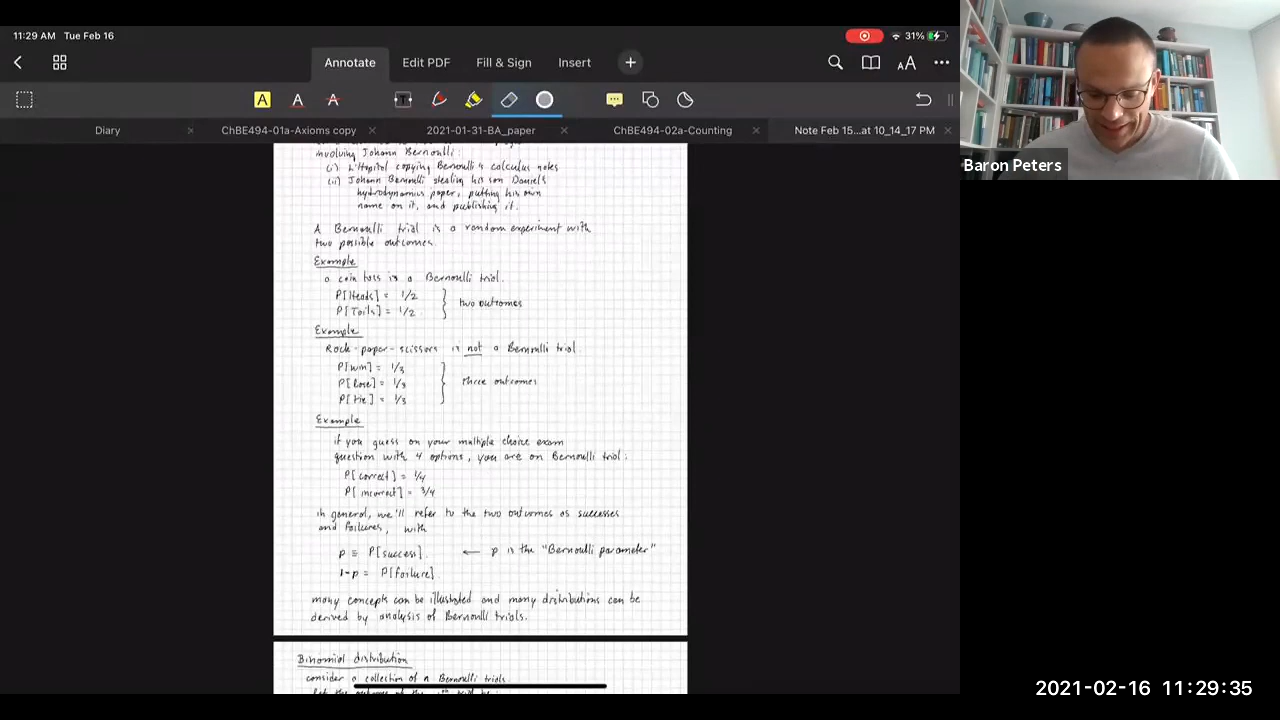 11:29 AM Tue Feb 16
31%
Annotate
Edit PDF
Fill & Sign
Insert
Diary
ChBE494-01a-Axioms copy
2021-01-31-BA_paper
ChBE494-02a-Counting
Note Feb 15...at 10_14_17 PM
involving Johann Bernoulli:
(i) L'Hopital copying Bernoulli's calculus notes
(ii) Johann Bernoulli stealing his son Daniel's
hydrodynamics paper, putting his own
name on it, and publishing it.
A Bernoulli trial is a random experiment with
two possible outcomes.
Example
a coin toss is a Bernoulli trial.
P[Heads] = 1/2
P[Tails] = 1/2
two outcomes
Example
Rock-paper-scissors is not a Bernoulli trial
P[win] = 1/3
P[lose] = 1/3
P[tie] = 1/3
three outcomes
Example
if you guess on your multiple choice exam
question with 4 options, you are on Bernoulli trial:
P[correct] = 1/4
P[incorrect] = 3/4
in general, we'll refer to the two outcomes as successes
and failures, with
p ≡ P[success]. ← p is the "Bernoulli parameter"
1-p = P[failure]
many concepts can be illustrated and many distributions can be
derived by analysis of Bernoulli trials.
Binomial distribution
consider a collection of n Bernoulli trials.
Baron Peters
2021-02-16 11:29:35